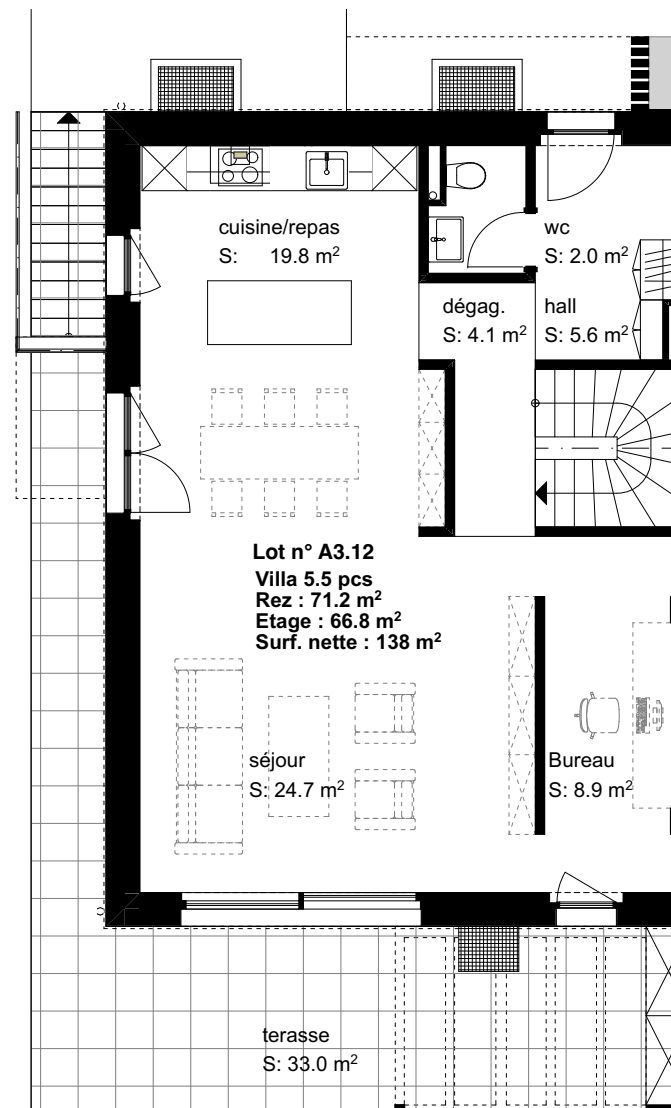 cuisine/repas
S: 19.8 m²
wc
S: 2.0 m²
dégag.
S: 4.1 m²
hall
S: 5.6 m²
Lot n° A3.12
Villa 5.5 pcs
Rez : 71.2 m²
Etage : 66.8 m²
Surf. nette : 138 m²
séjour
S: 24.7 m²
Bureau
S: 8.9 m²
terasse
S: 33.0 m²